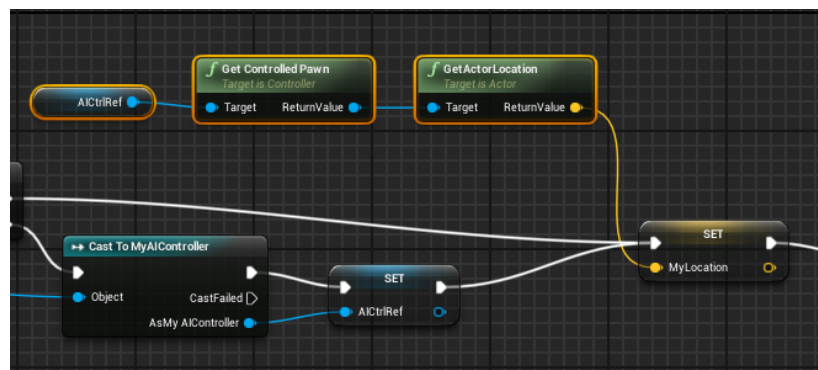 AICtrlRef
f Get Controlled Pawn
Target is Controller
Target ReturnValue
f GetActorLocation
Target is Actor
Target ReturnValue
Cast To MyAIController
Object
CastFailed
AsMy AIController
SET
AICtrlRef
SET
MyLocation